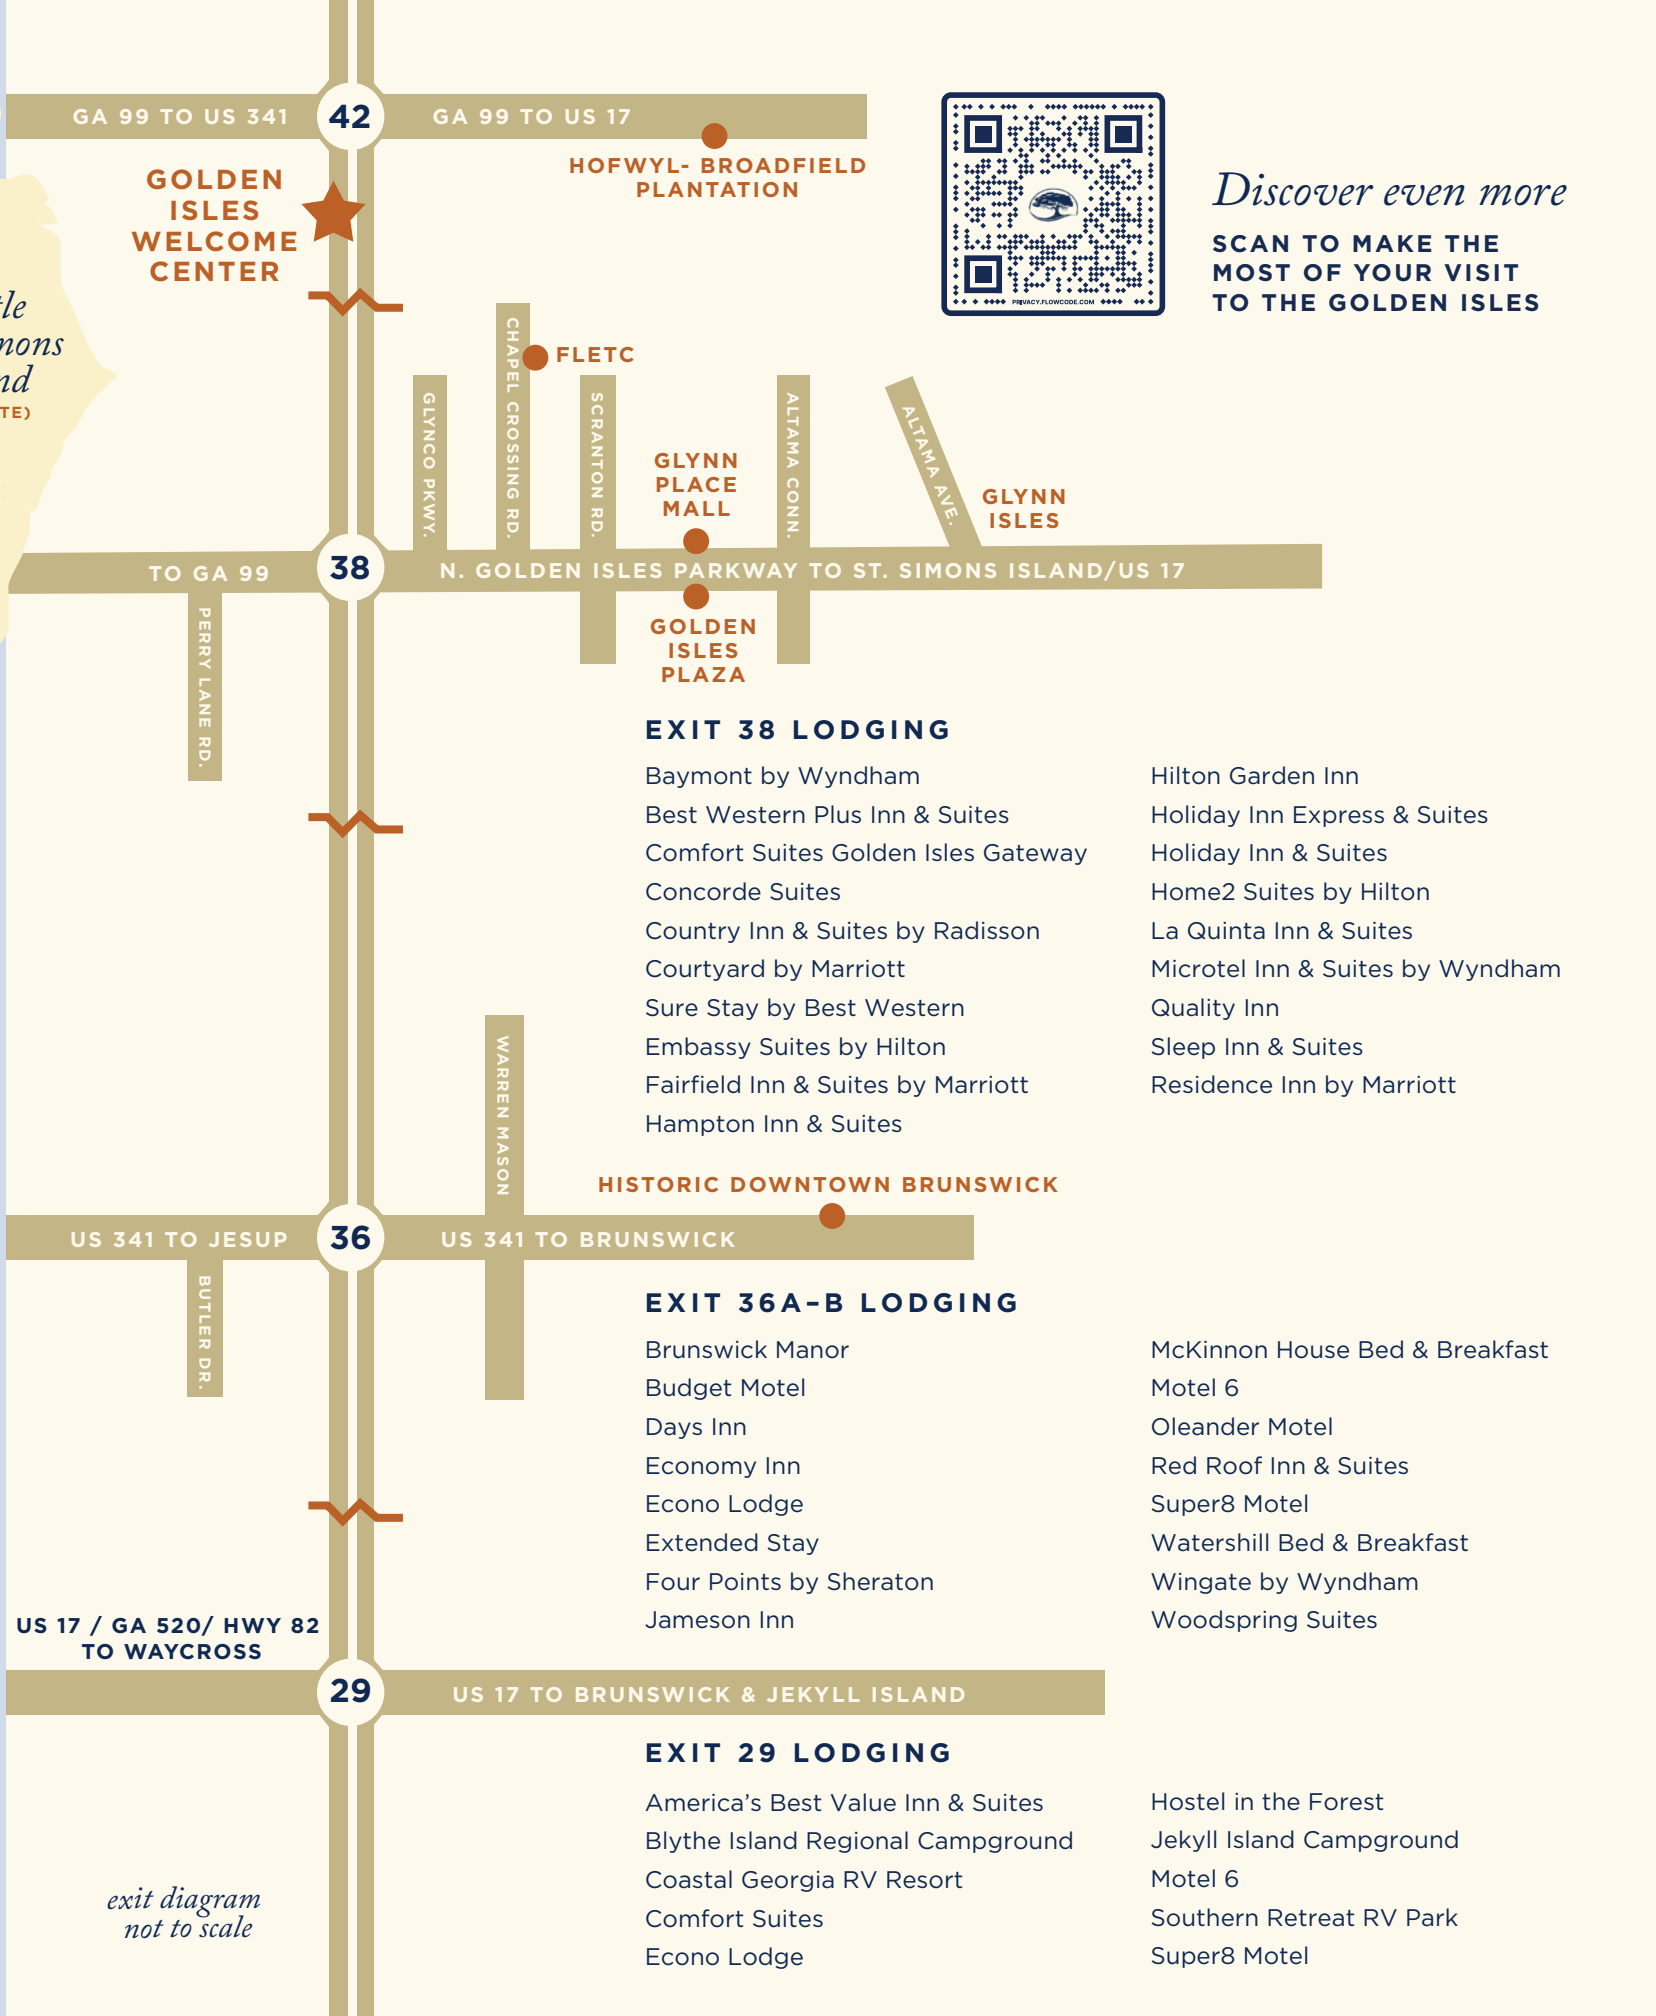 GA 99 TO US 341
42
GA 99 TO US 17
HOFWYL- BROADFIELD
PLANTATION
GOLDEN
ISLES
WELCOME
CENTER
PRIVACY.FLOWCODE.COM
Discover even more
SCAN TO MAKE THE
MOST OF YOUR VISIT
TO THE GOLDEN ISLES
TE)
GLYNCO PKWY.
CHAPEL CROSSING RD.
FLETC
SCRANTON RD.
GLYNN
PLACE
MALL
ALTAMA CONN.
ALTAMA AVE.
GLYNN
ISLES
TO GA 99
38
N. GOLDEN ISLES PARKWAY TO ST. SIMONS ISLAND/US 17
PERRY LANE RD.
GOLDEN
ISLES
PLAZA
EXIT 38 LODGING
Baymont by Wyndham
Best Western Plus Inn & Suites
Comfort Suites Golden Isles Gateway
Concorde Suites
Country Inn & Suites by Radisson
Courtyard by Marriott
Sure Stay by Best Western
Embassy Suites by Hilton
Fairfield Inn & Suites by Marriott
Hampton Inn & Suites
Hilton Garden Inn
Holiday Inn Express & Suites
Holiday Inn & Suites
Home2 Suites by Hilton
La Quinta Inn & Suites
Microtel Inn & Suites by Wyndham
Quality Inn
Sleep Inn & Suites
Residence Inn by Marriott
WARREN MASON
HISTORIC DOWNTOWN BRUNSWICK
US 341 TO JESUP
36
US 341 TO BRUNSWICK
BUTLER DR.
EXIT 36A–B LODGING
Brunswick Manor
Budget Motel
Days Inn
Economy Inn
Econo Lodge
Extended Stay
Four Points by Sheraton
Jameson Inn
McKinnon House Bed & Breakfast
Motel 6
Oleander Motel
Red Roof Inn & Suites
Super8 Motel
Watershill Bed & Breakfast
Wingate by Wyndham
Woodspring Suites
US 17 / GA 520/ HWY 82
TO WAYCROSS
29
US 17 TO BRUNSWICK & JEKYLL ISLAND
EXIT 29 LODGING
America's Best Value Inn & Suites
Blythe Island Regional Campground
Coastal Georgia RV Resort
Comfort Suites
Econo Lodge
Hostel in the Forest
Jekyll Island Campground
Motel 6
Southern Retreat RV Park
Super8 Motel
exit diagram
not to scale